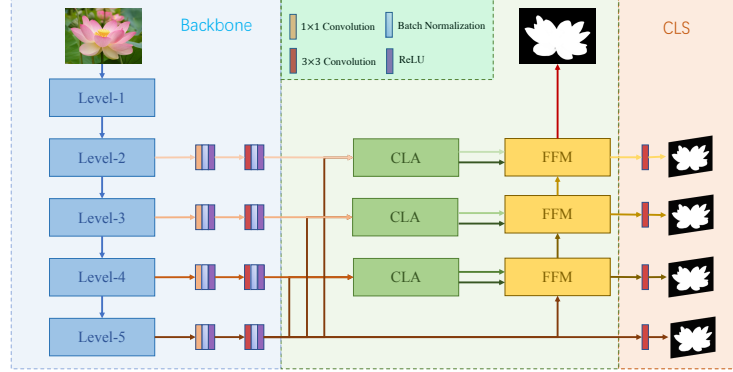 Backbone
1×1 Convolution
Batch Normalization
3×3 Convolution
ReLU
CLS
Level-1
Level-2
CLA
FFM
Level-3
CLA
FFM
Level-4
CLA
FFM
Level-5